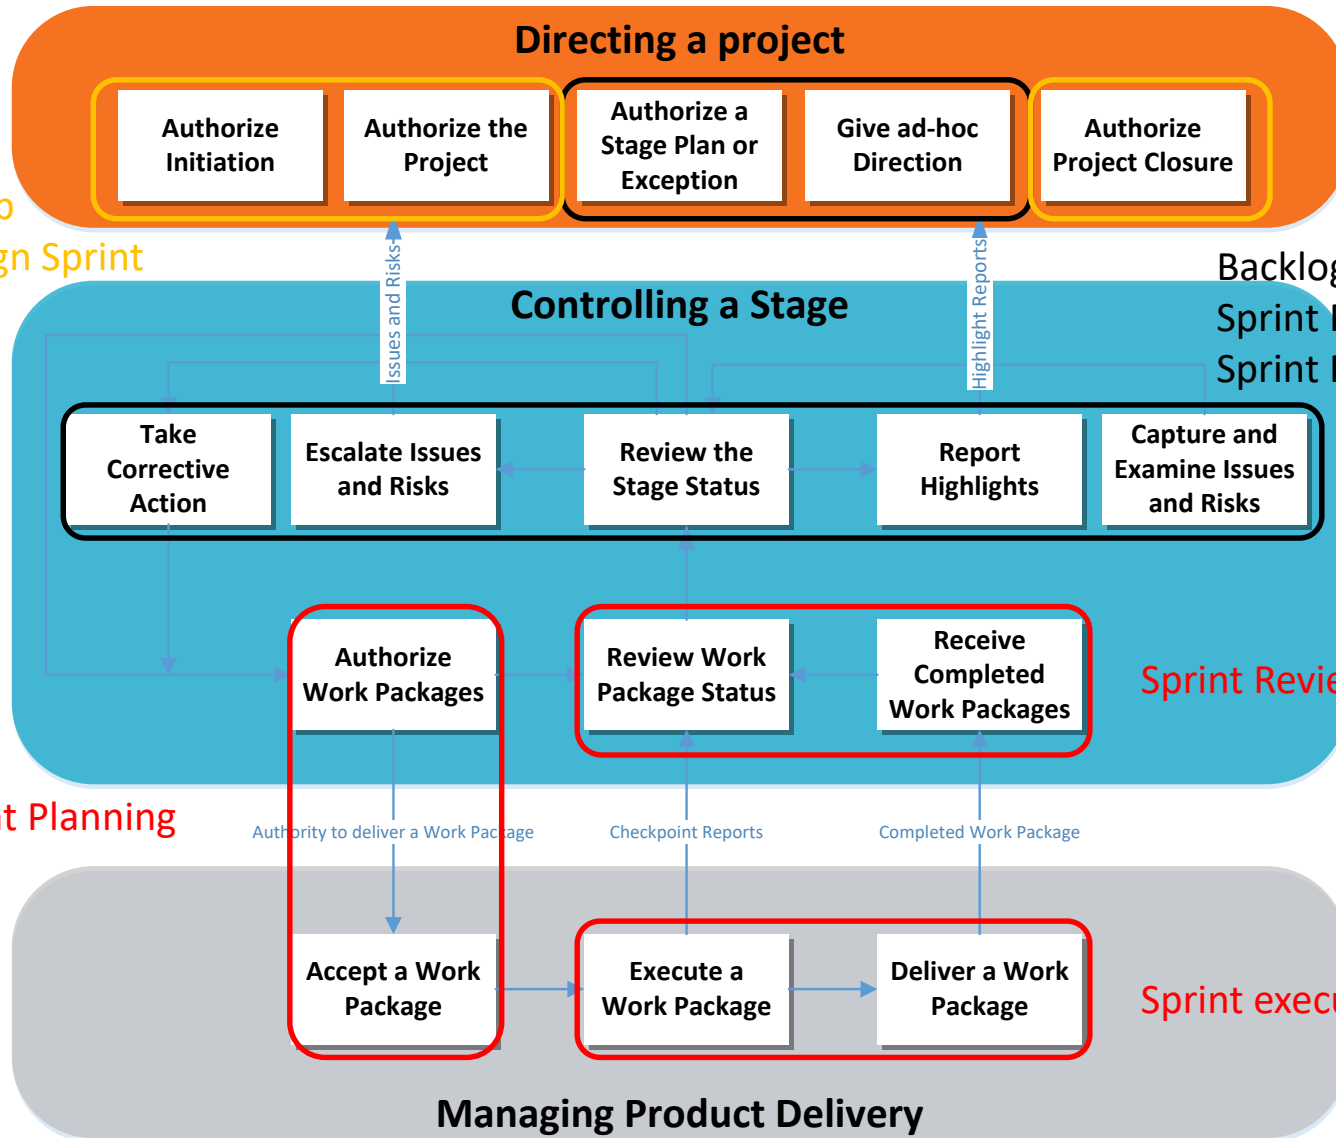 Directing a project
Authorize
Initiation
Authorize the
Project
Authorize a
Stage Plan or
Exception
Give ad-hoc
Direction
Authorize
Project Closure
Sprint
Issues and Risks
Highlight Reports
Backlog
Sprint
Sprint
Controlling a Stage
Take
Corrective
Action
Escalate Issues
and Risks
Review the
Stage Status
Report
Highlights
Capture and
Examine Issues
and Risks
Authorize
Work Packages
Review Work
Package Status
Receive
Completed
Work Packages
Sprint
Planning
Authority to deliver a Work Package
Checkpoint Reports
Completed Work Package
Accept a Work
Package
Execute a
Work Package
Deliver a Work
Package
Sprint
Managing Product Delivery